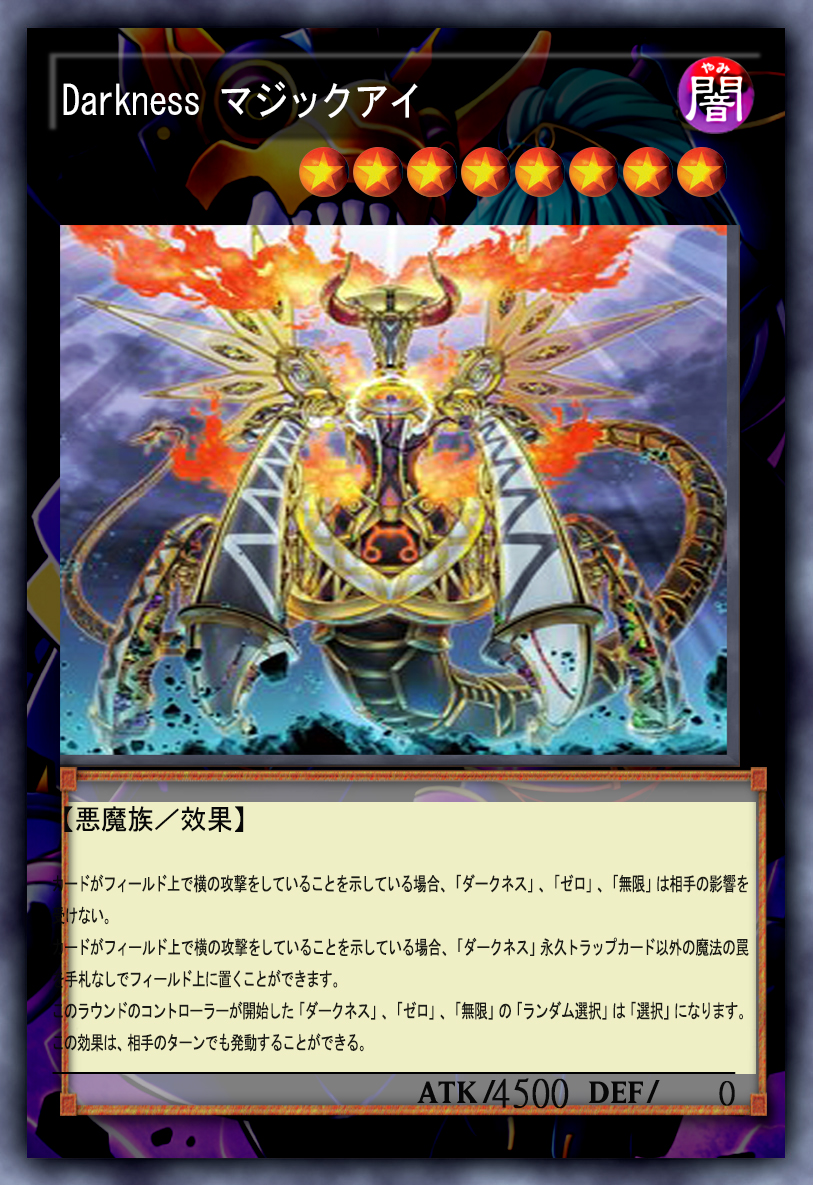 Darkness マジックアイ
やみ
闇
【悪魔族／効果】
カードがフィールド上で横の攻撃をしていることを示している場合、「ダークネス」、「ゼロ」、「無限」は相手の影響を
受けない。
カードがフィールド上で横の攻撃をしていることを示している場合、「ダークネス」永久トラップカード以外の魔法の罠
を手札なしでフィールド上に置くことができます。
このラウンドのコントローラーが開始した「ダークネス」、「ゼロ」、「無限」の「ランダム選択」は「選択」になります。
この効果は、相手のターンでも発動することができる。
ATK/4500 DEF/ 0